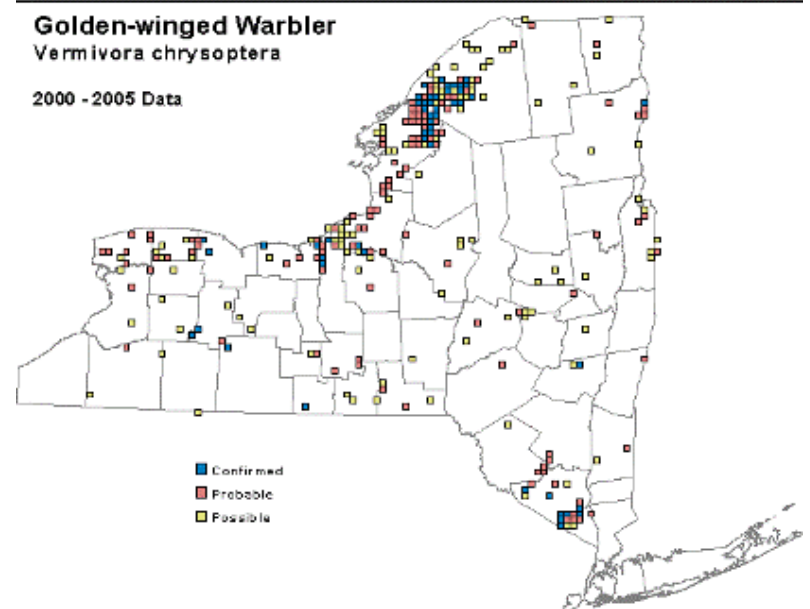 Golden-winged Warbler
Vermivora chrysoptera
2000 - 2005 Data
Confirmed
Probable
Possible